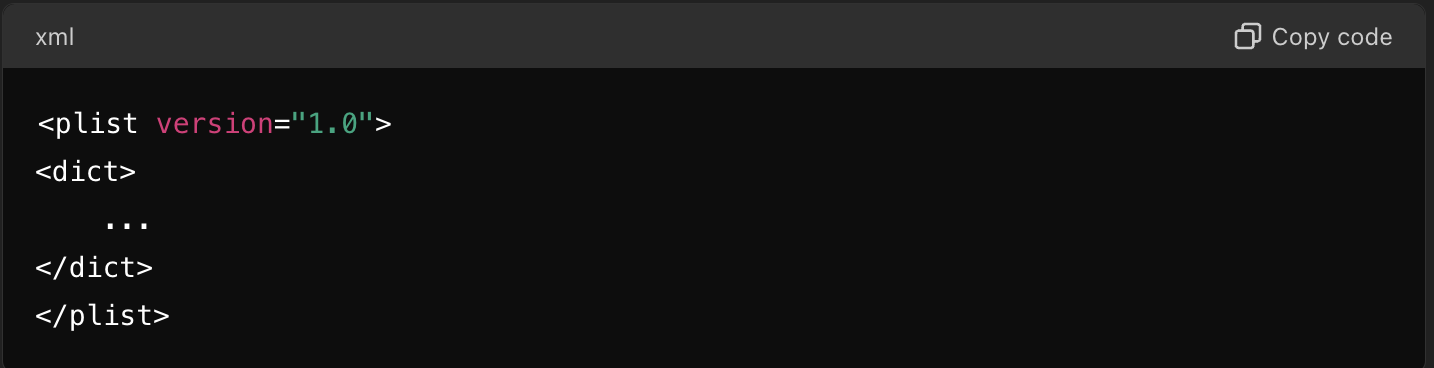 xml
Copy code
<plist version="1.0">
<dict>
    ...
</dict>
</plist>